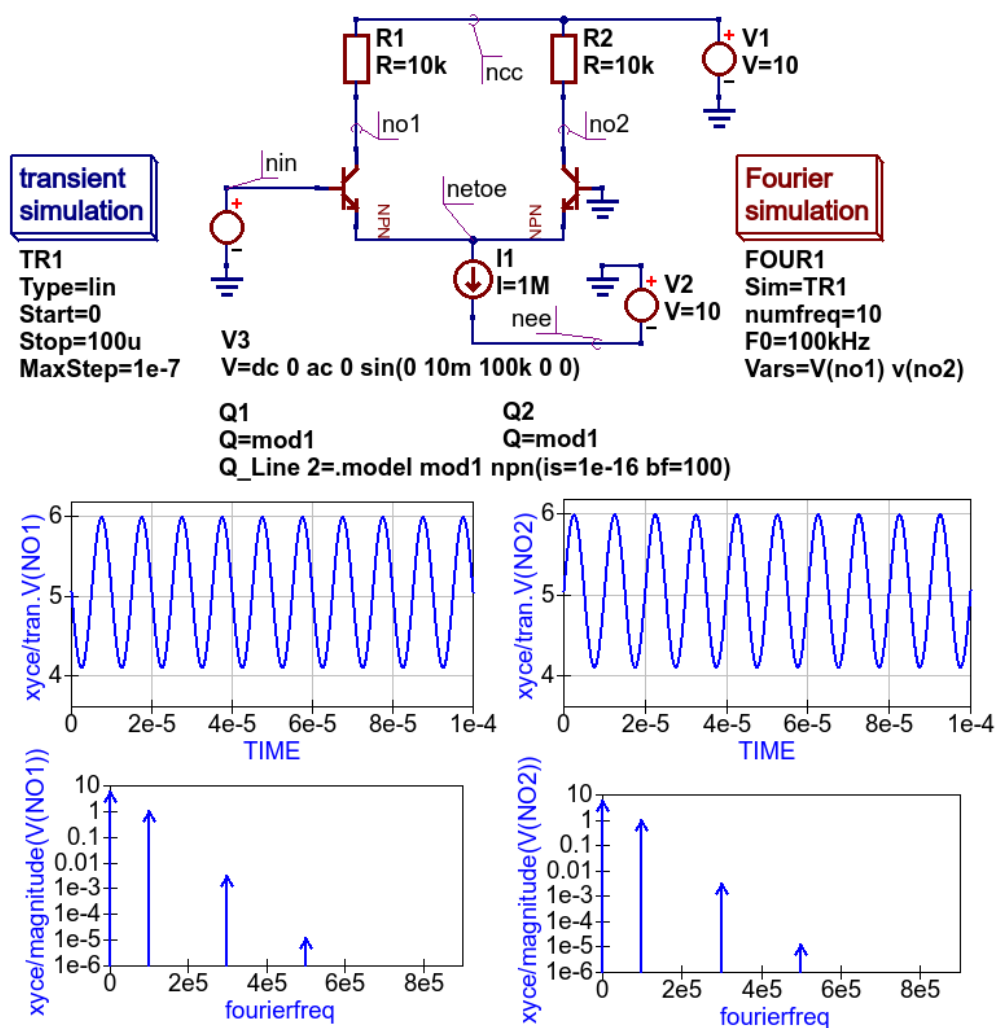 R1
R=10k
R2
R=10k
V1
V=10
ncc
no1
no2
nin
netoe
transient
simulation
Fourier
simulation
NPN
NPN
TR1
Type=lin
Start=0
Stop=100u
MaxStep=1e-7
I1
I=1M
V2
V=10
nee
FOUR1
Sim=TR1
numfreq=10
F0=100kHz
Vars=V(no1) v(no2)
V3
V=dc 0 ac 0 sin(0 10m 100k 0 0)
Q1
Q=mod1
Q2
Q=mod1
Q_Line 2=.model mod1 npn(is=1e-16 bf=100)
xyce/tran.V(NO1)
6
5
4
0 2e-5 4e-5 6e-5 8e-5 1e-4
TIME
xyce/tran.V(NO2)
6
5
4
0 2e-5 4e-5 6e-5 8e-5 1e-4
TIME
xyce/magnitude(V(NO1))
10
1
0.1
0.01
1e-3
1e-4
1e-5
1e-6
0 2e5 4e5 6e5 8e5
fourierfreq
xyce/magnitude(V(NO2))
10
1
0.1
0.01
1e-3
1e-4
1e-5
1e-6
0 2e5 4e5 6e5 8e5
fourierfreq